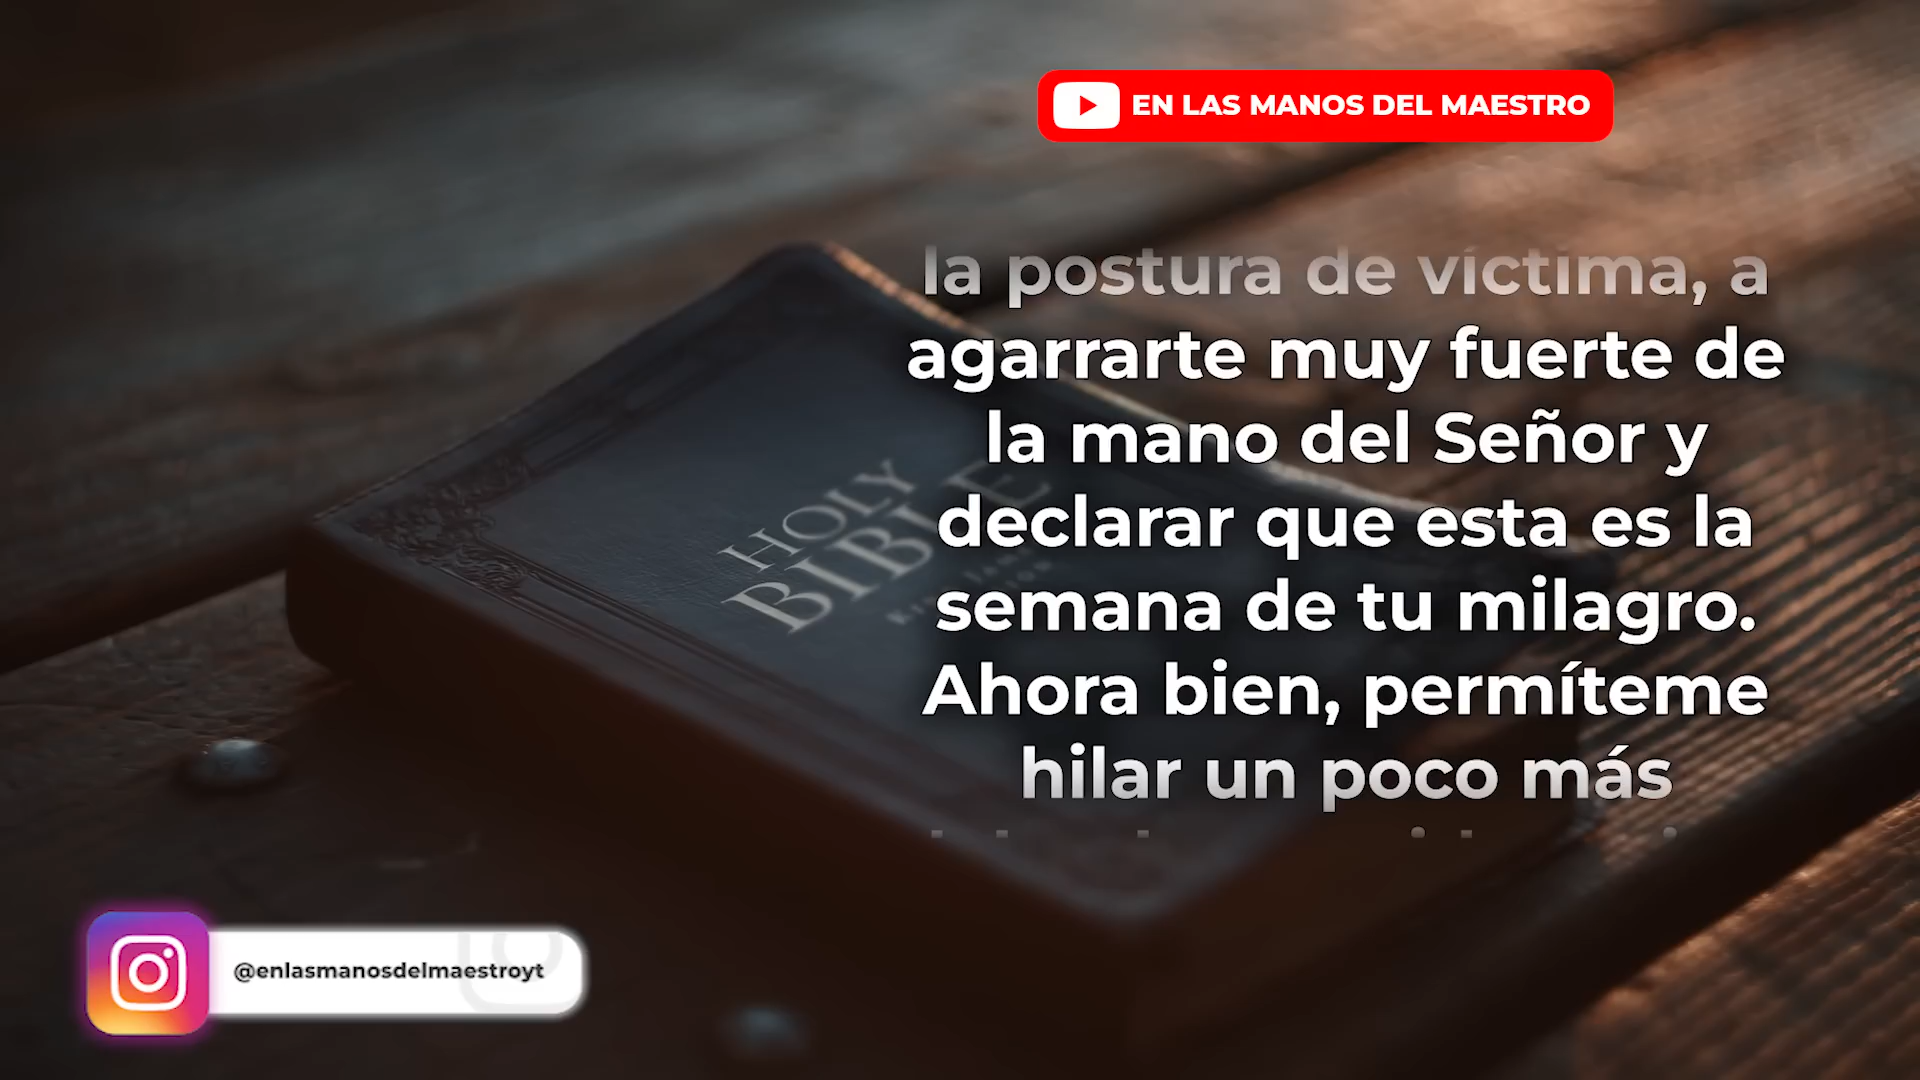 EN LAS MANOS DEL MAESTRO
la postura de víctima, a
agarrarte muy fuerte de
la mano del Señor y
declarar que esta es la
semana de tu milagro.
Ahora bien, permíteme
hilar un poco más
HOLY
BIBLE
@enlasmanosdelmaestroyt